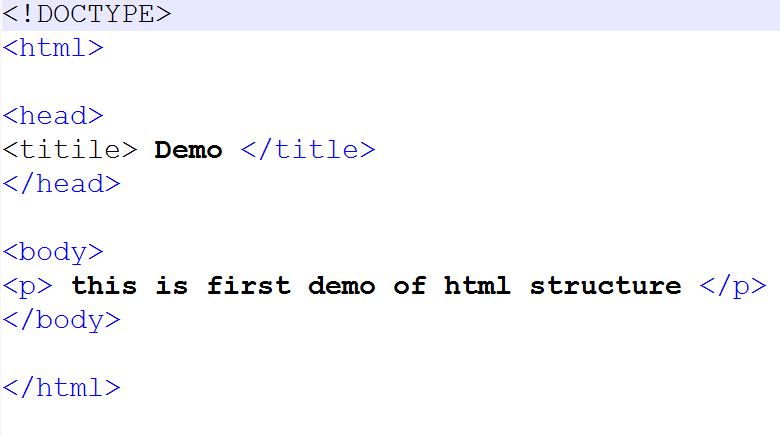 <!DOCTYPE>
<html>
<head>
<titile> Demo </title>
</head>
<body>
<p> this is first demo of html structure </p>
</body>
</html>